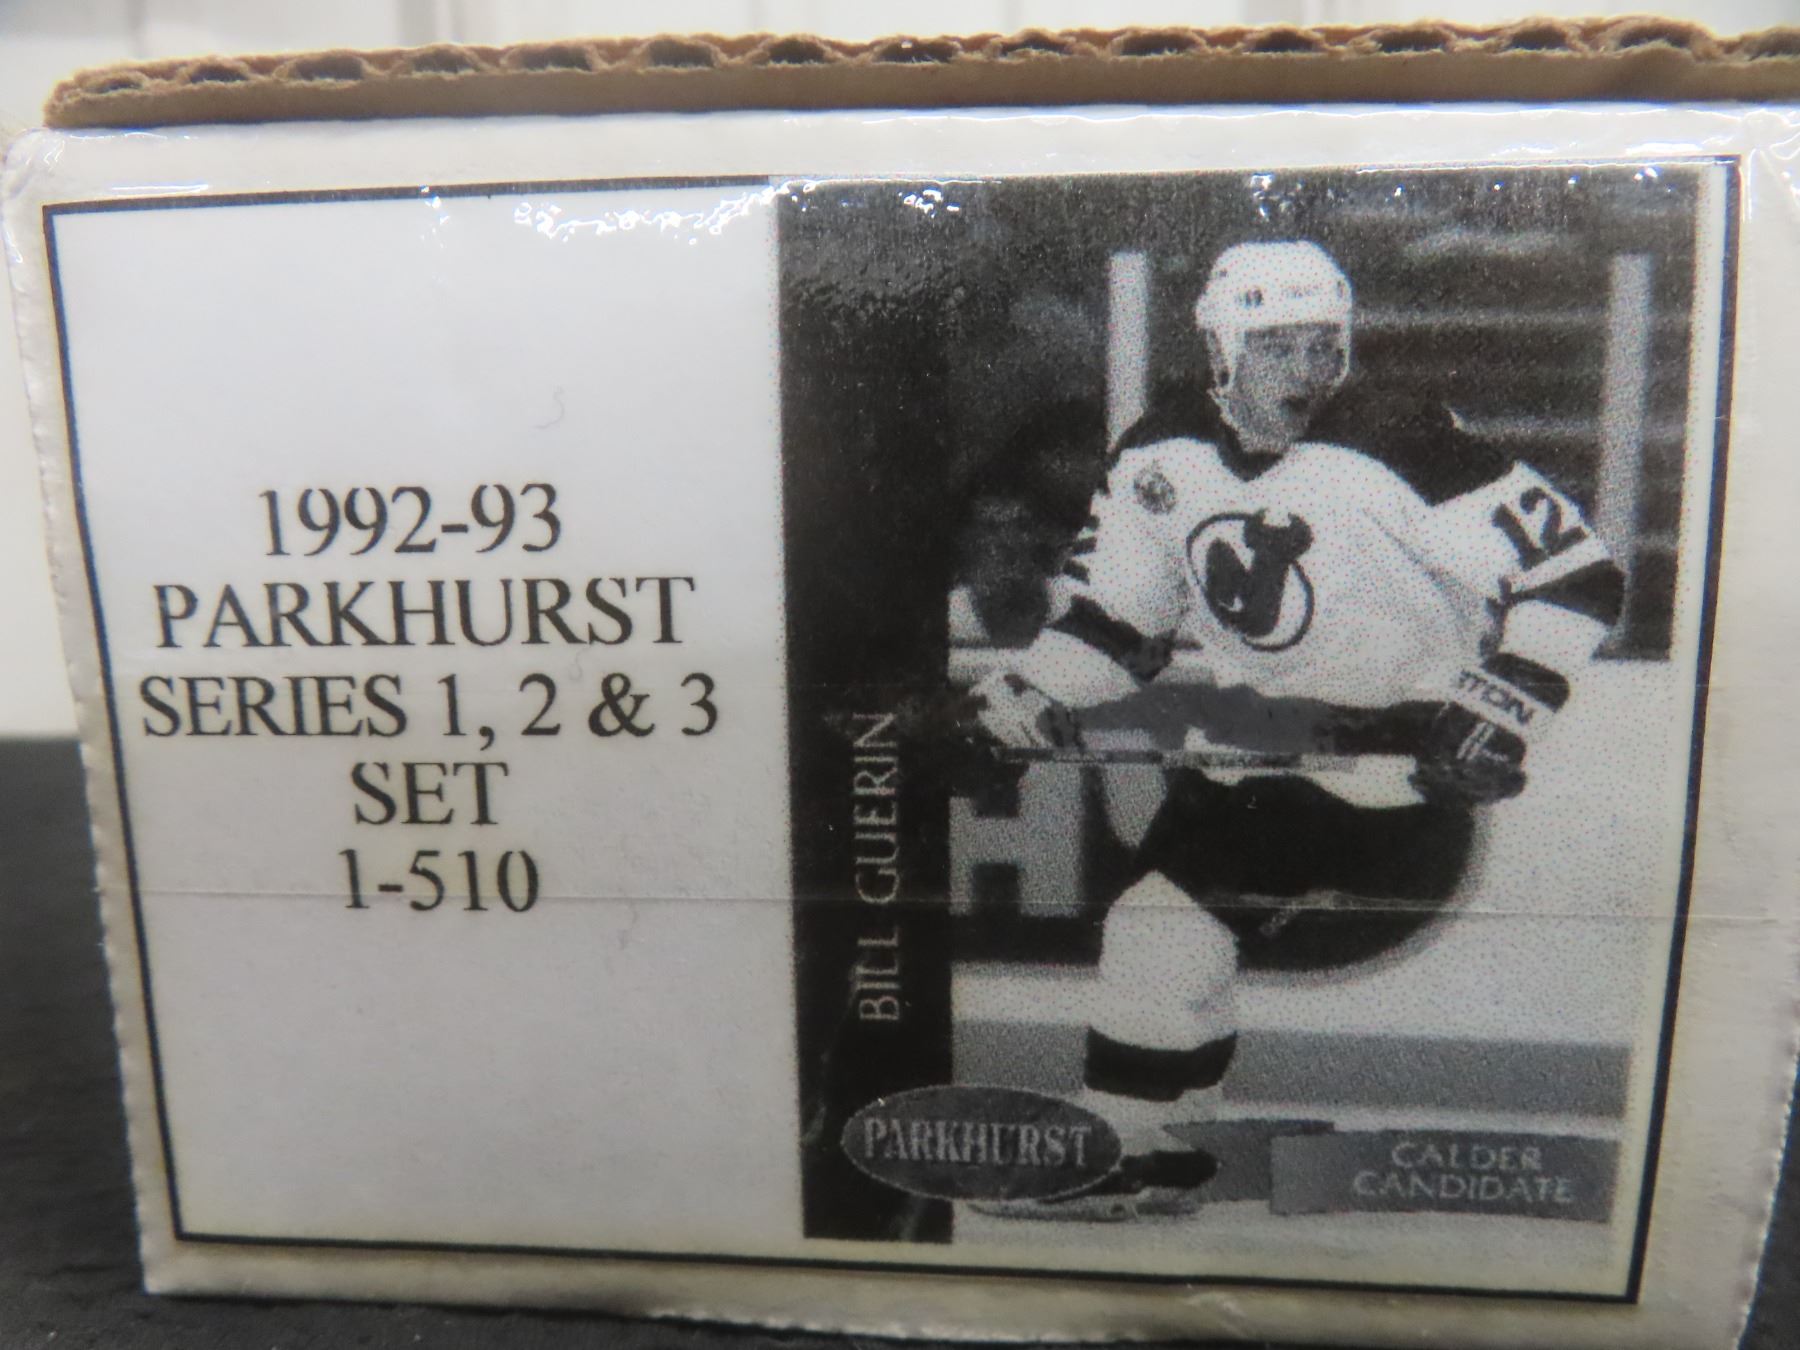 1992-93
PARKHURST
SERIES 1, 2 & 3
SET
1-510
BILL GUERIN
12
PARKHURST
CALDER
CANDIDATE